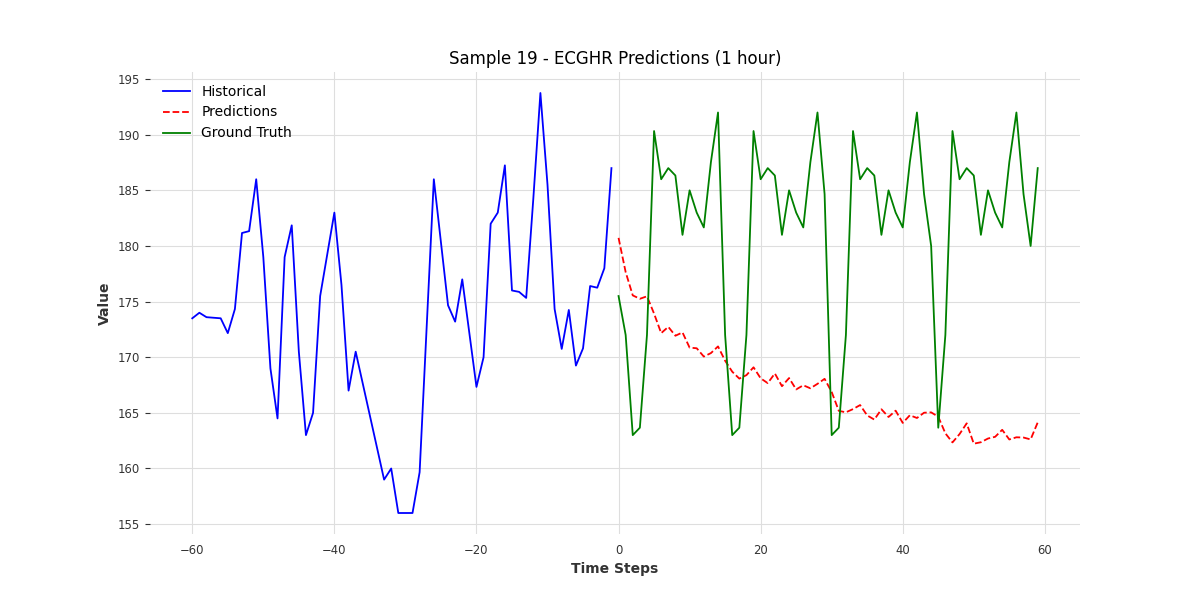 Sample 19 - ECGHR Predictions (1 hour)
195
190
185
180
175
170
165
160
155
Value
Historical
Predictions
Ground Truth
−60
−40
−20
0
20
40
60
Time Steps